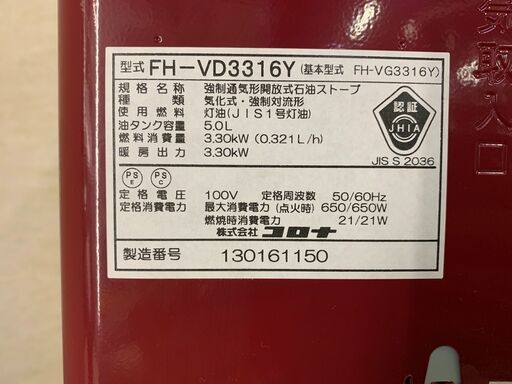 型式 FH-VD3316Y (基本型式 FH-VG3316Y)
規格名称 強制通気形開放式石油ストーブ
種類 気化式・強制対流形
使用燃料 灯油(JIS1号灯油)
油タンク容量 5.0L
燃料消費量 3.30kW (0.321L/h)
暖房出力 3.30kW
認証
JHIA
JIS S 2036
PS E PS C
定格電圧 100V 定格周波数 50/60Hz
定格消費電力 最大消費電力 (点火時) 650/650W
燃焼時消費電力 21/21W
株式会社 コロナ
製造番号 130161150
気取入口